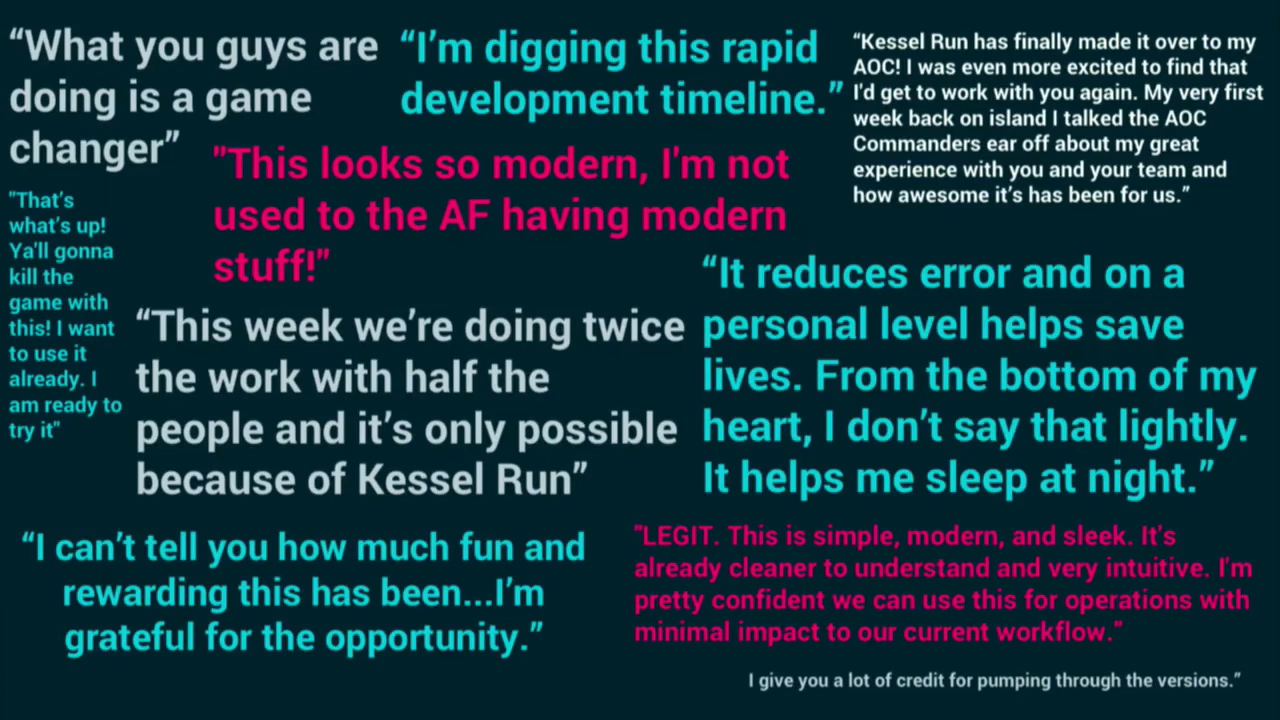 “What you guys are
doing is a game
changer”
“I’m digging this rapid
development timeline.”
“Kessel Run has finally made it over to my
AOC! I was even more excited to find that
I'd get to work with you again. My very first
week back on island I talked the AOC
Commanders ear off about my great
experience with you and your team and
how awesome it’s has been for us.”
"This looks so modern, I'm not
used to the AF having modern
stuff!"
"That’s
what’s up!
Ya'll gonna
kill the
game with
this! I want
to use it
already. I
am ready to
try it"
“This week we’re doing twice
the work with half the
people and it’s only possible
because of Kessel Run”
“It reduces error and on a
personal level helps save
lives. From the bottom of my
heart, I don’t say that lightly.
It helps me sleep at night.”
“I can’t tell you how much fun and
rewarding this has been...I’m
grateful for the opportunity.”
"LEGIT. This is simple, modern, and sleek. It's
already cleaner to understand and very intuitive. I'm
pretty confident we can use this for operations with
minimal impact to our current workflow.”
I give you a lot of credit for pumping through the versions.”